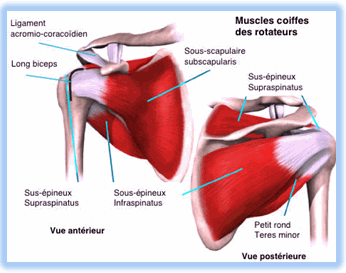 Ligament
acromio-coracoïdien
Muscles coiffes
des rotateurs
Long biceps
Sous-scapulaire
subscapularis
Sus-épineux
Supraspinatus
Sus-épineux
Supraspinatus
Sous-épineux
Infraspinatus
Petit rond
Teres minor
Vue antérieur
Vue postérieure